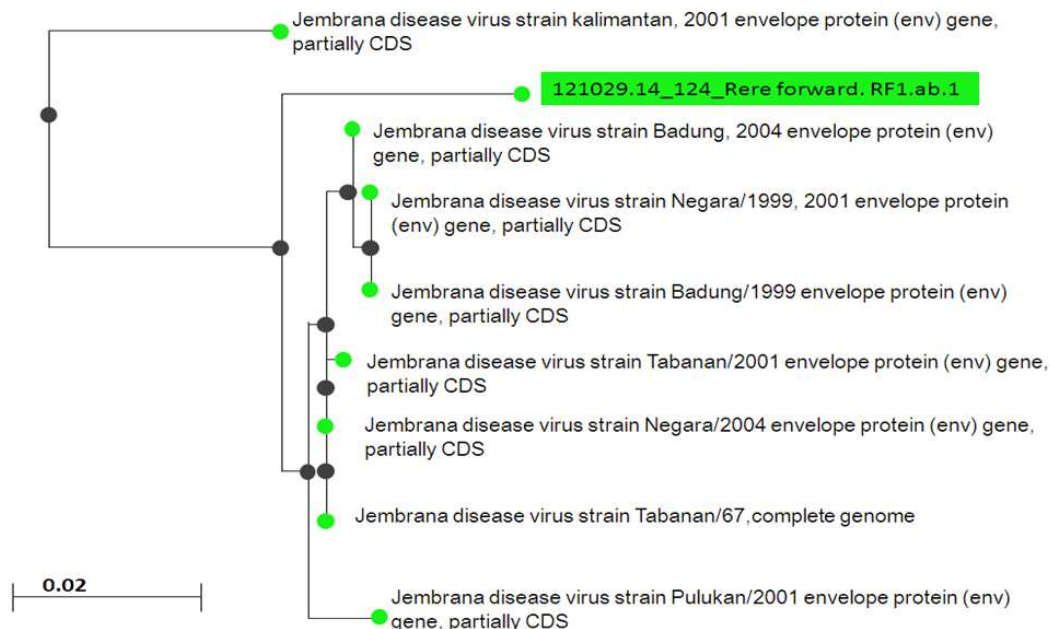 Jembrana disease virus strain kalimantan, 2001 envelope protein (env) gene,
partially CDS
121029.14_124_Rere forward. RF1.ab.1
Jembrana disease virus strain Badung, 2004 envelope protein (env)
gene, partially CDS
Jembrana disease virus strain Negara/1999, 2001 envelope protein
(env) gene, partially CDS
Jembrana disease virus strain Badung/1999 envelope protein (env)
gene, partially CDS
Jembrana disease virus strain Tabanan/2001 envelope protein (env) gene,
partially CDS
Jembrana disease virus strain Negara/2004 envelope protein (env) gene,
partially CDS
Jembrana disease virus strain Tabanan/67,complete genome
0.02
Jembrana disease virus strain Pulukan/2001 envelope protein (env)
gene, partially CDS